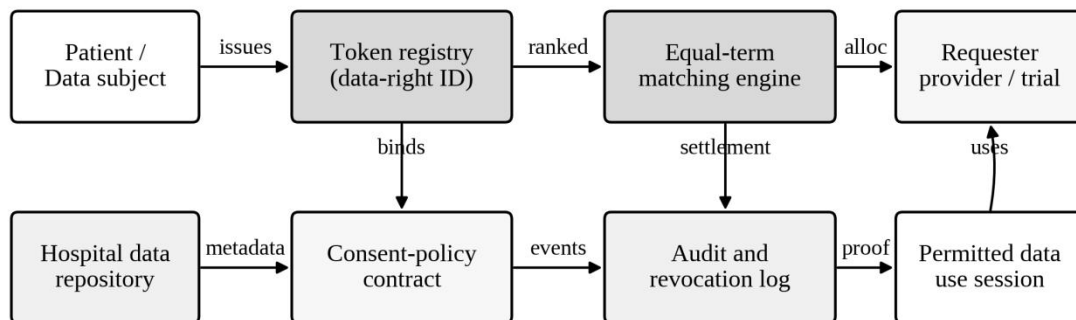 Patient /
Data subject
issues
Token registry
(data-right ID)
ranked
Equal-term
matching engine
alloc
Requester
provider / trial
binds
settlement
uses
Hospital data
repository
metadata
Consent-policy
contract
events
Audit and
revocation log
proof
Permitted data
use session